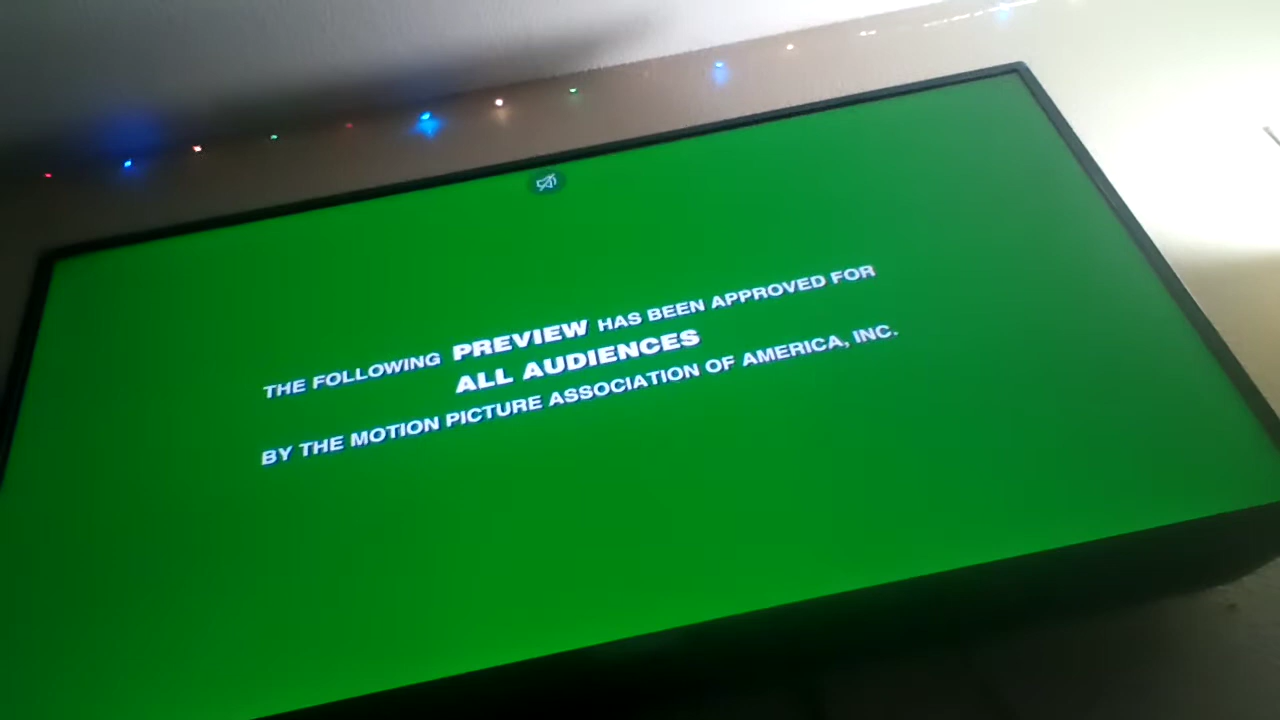 THE FOLLOWING PREVIEW HAS BEEN APPROVED FOR
ALL AUDIENCES
BY THE MOTION PICTURE ASSOCIATION OF AMERICA, INC.